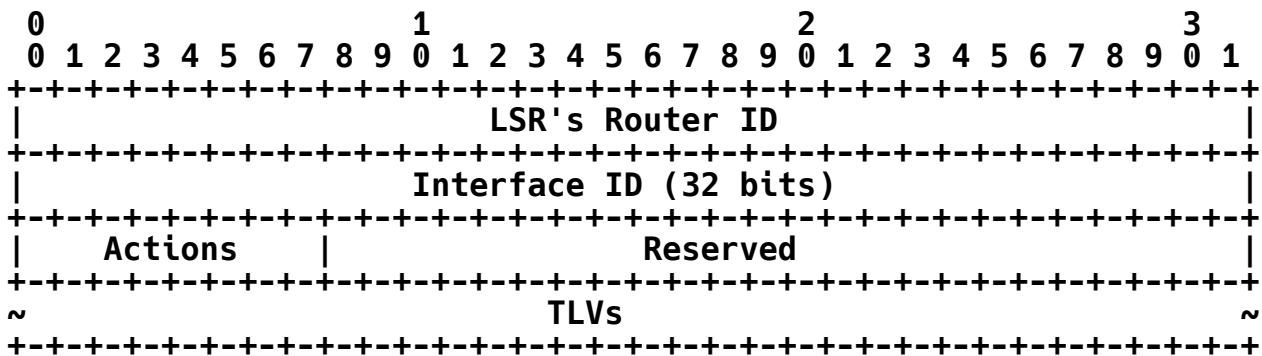 0                   1                   2                   3
 0 1 2 3 4 5 6 7 8 9 0 1 2 3 4 5 6 7 8 9 0 1 2 3 4 5 6 7 8 9 0 1
+-+-+-+-+-+-+-+-+-+-+-+-+-+-+-+-+-+-+-+-+-+-+-+-+-+-+-+-+-+-+-+-+
|                        LSR's Router ID                        |
+-+-+-+-+-+-+-+-+-+-+-+-+-+-+-+-+-+-+-+-+-+-+-+-+-+-+-+-+-+-+-+-+
|                    Interface ID (32 bits)                     |
+-+-+-+-+-+-+-+-+-+-+-+-+-+-+-+-+-+-+-+-+-+-+-+-+-+-+-+-+-+-+-+-+
|    Actions    |                Reserved                       |
+-+-+-+-+-+-+-+-+-+-+-+-+-+-+-+-+-+-+-+-+-+-+-+-+-+-+-+-+-+-+-+-+
~                           TLVs                                ~
+-+-+-+-+-+-+-+-+-+-+-+-+-+-+-+-+-+-+-+-+-+-+-+-+-+-+-+-+-+-+-+-+